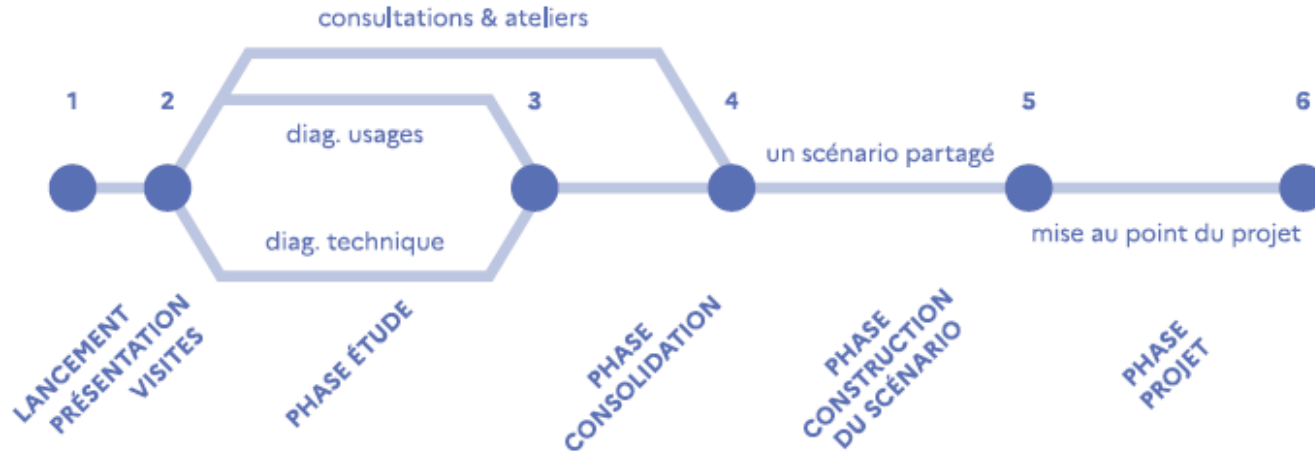 consultations & ateliers
1
2
3
4
5
6
diag. usages
un scénario partagé
diag. technique
mise au point du projet
LANCEMENT
PRÉSENTATION
VISITES
PHASE ÉTUDE
PHASE
CONSOLIDATION
PHASE
CONSTRUCTION
DU SCÉNARIO
PHASE
PROJET